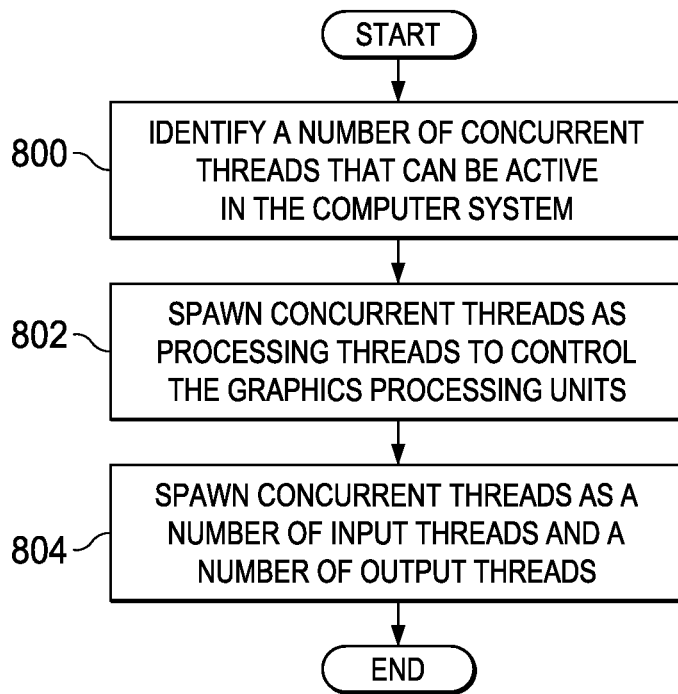 START
800
IDENTIFY A NUMBER OF CONCURRENT
THREADS THAT CAN BE ACTIVE
IN THE COMPUTER SYSTEM
802
SPAWN CONCURRENT THREADS AS
PROCESSING THREADS TO CONTROL
THE GRAPHICS PROCESSING UNITS
804
SPAWN CONCURRENT THREADS AS A
NUMBER OF INPUT THREADS AND A
NUMBER OF OUTPUT THREADS
END